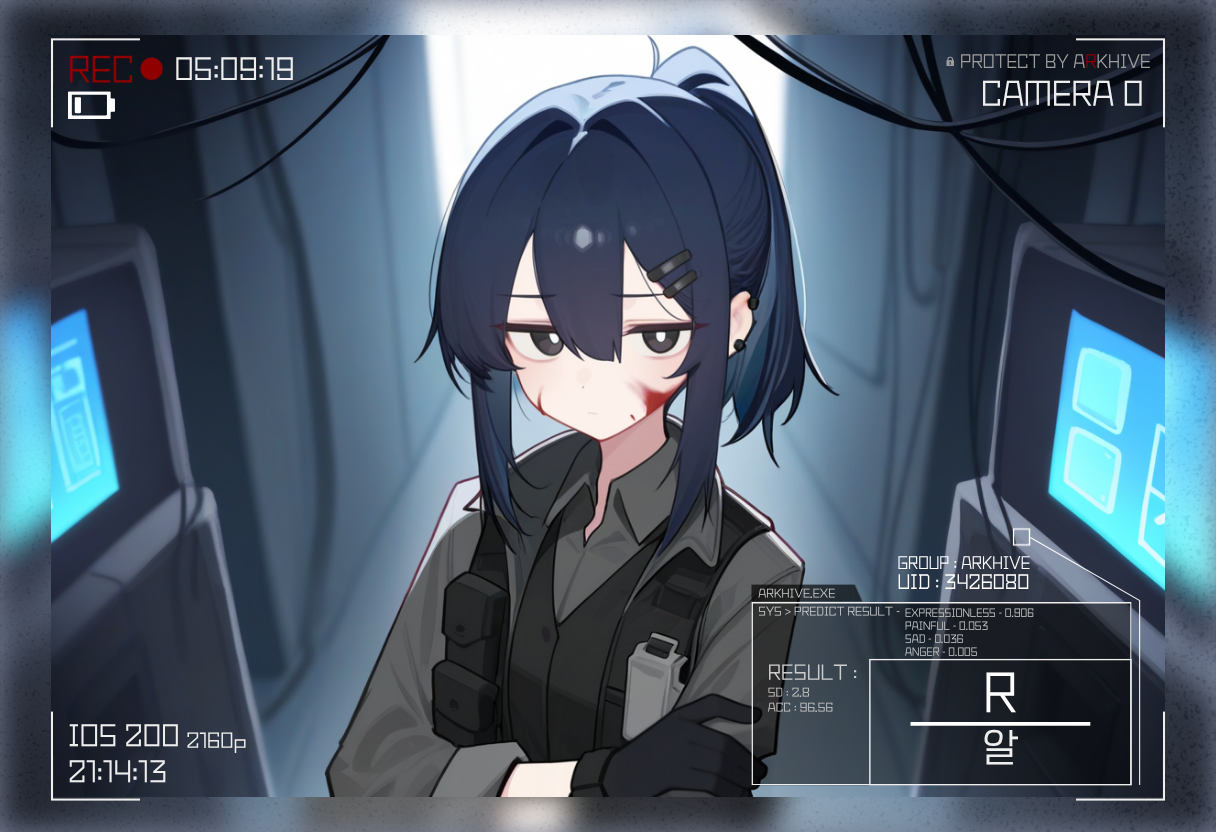 REC 05:09:19
PROTECT BY ARKHIVE
CAMERA 0
GROUP : ARKHIVE
UID : 3426080
ARKHIVE.EXE
SYS > PREDICT RESULT - EXPRESSIONLESS - 0.906
PAINFUL - 0.053
SAD - 0.036
ANGER - 0.005
RESULT :
SD : 2.8
ACC : 96.56
R
알
IOS 200 2160p
21:14:13